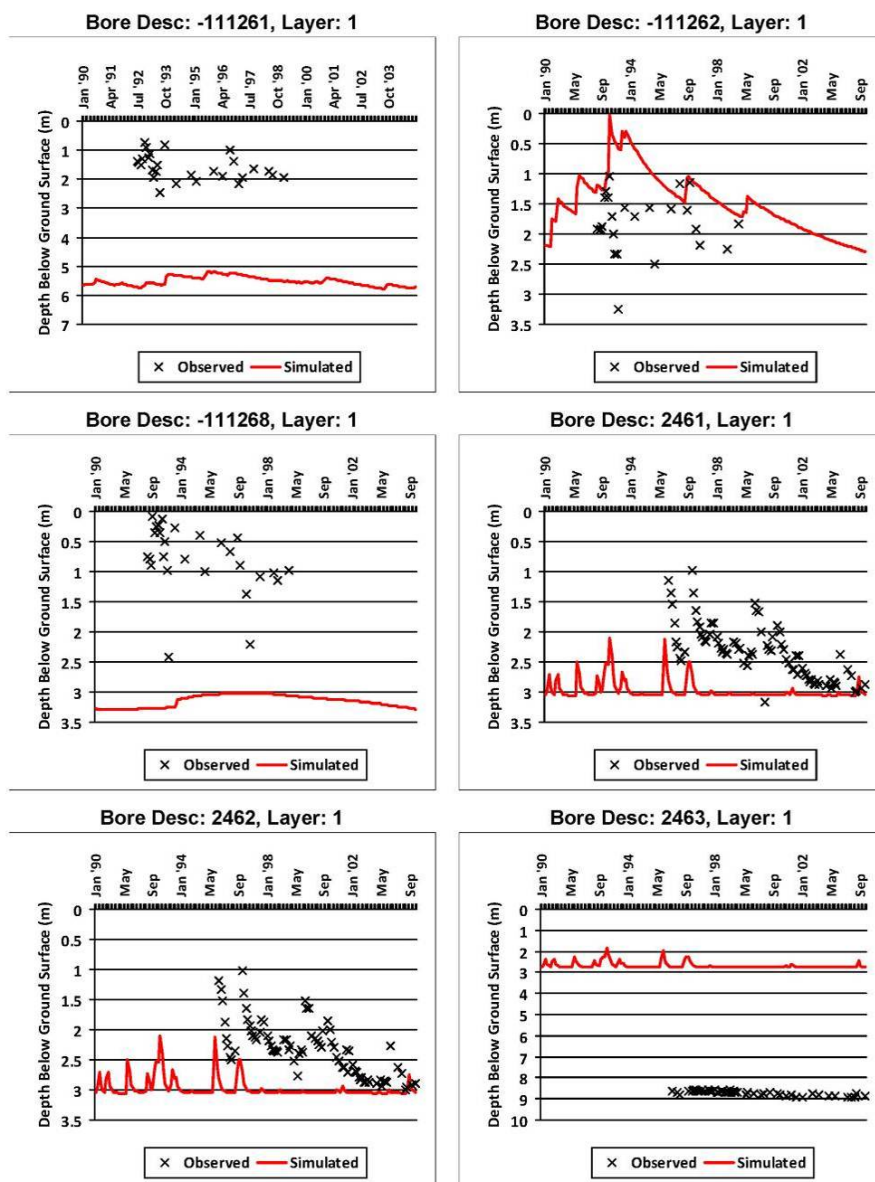 Bore Desc: -111261, Layer: 1
Jan '90
Apr '91
Jul '92
Oct '93
Jan '95
Apr '96
Jul '97
Oct '98
Jan '00
Apr '01
Jul '02
Oct '03
Depth Below Ground Surface (m)
0
1
2
3
4
5
6
7
Observed
Simulated
Bore Desc: -111262, Layer: 1
Jan '90
May
Sep
Jan '94
May
Sep
Jan '98
May
Sep
Jan '02
May
Sep
Depth Below Ground Surface (m)
0
0.5
1
1.5
2
2.5
3
3.5
Observed
Simulated
Bore Desc: -111268, Layer: 1
Jan '90
May
Sep
Jan '94
May
Sep
Jan '98
May
Sep
Jan '02
May
Sep
Depth Below Ground Surface (m)
0
0.5
1
1.5
2
2.5
3
3.5
Observed
Simulated
Bore Desc: 2461, Layer: 1
Jan '90
May
Sep
Jan '94
May
Sep
Jan '98
May
Sep
Jan '02
May
Sep
Depth Below Ground Surface (m)
0
0.5
1
1.5
2
2.5
3
3.5
Observed
Simulated
Bore Desc: 2462, Layer: 1
Jan '90
May
Sep
Jan '94
May
Sep
Jan '98
May
Sep
Jan '02
May
Sep
Depth Below Ground Surface (m)
0
0.5
1
1.5
2
2.5
3
3.5
Observed
Simulated
Bore Desc: 2463, Layer: 1
Jan '90
May
Sep
Jan '94
May
Sep
Jan '98
May
Sep
Jan '02
May
Sep
Depth Below Ground Surface (m)
0
1
2
3
4
5
6
7
8
9
10
Observed
Simulated